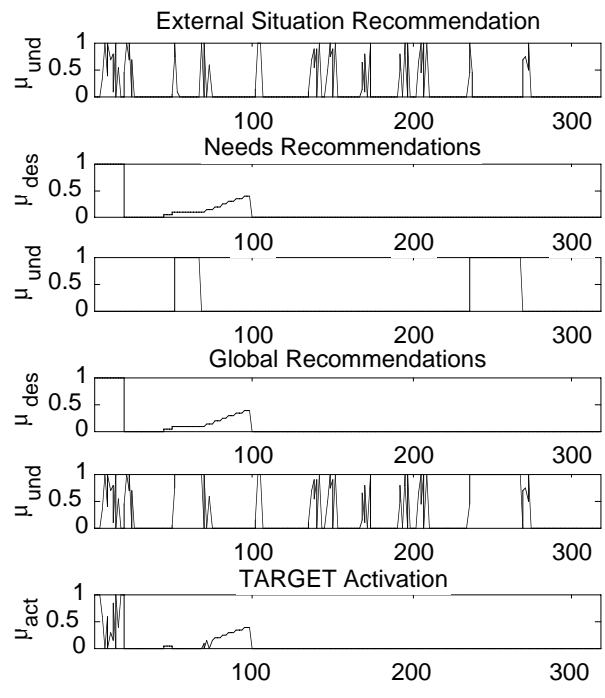 External Situation Recommendation
μund
1
0.5
0
100 200 300
Needs Recommendations
μdes
1
0.5
0
100 200 300
μund
1
0.5
0
100 200 300
Global Recommendations
μdes
1
0.5
0
100 200 300
μund
1
0.5
0
100 200 300
TARGET Activation
μact
1
0.5
0
100 200 300